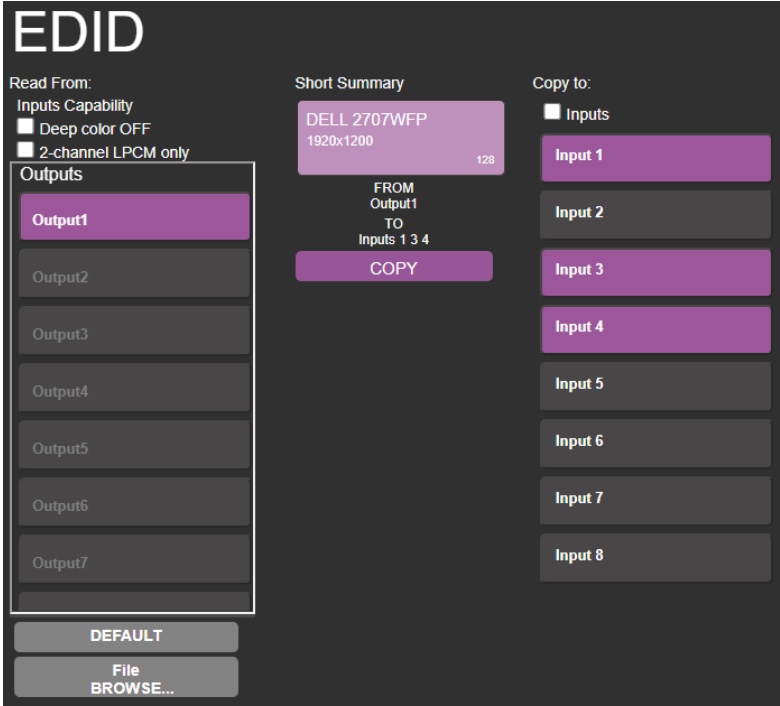 EDID
Read From:
Inputs Capability
Deep color OFF
2-channel LPCM only
Outputs
Output1
Output2
Output3
Output4
Output5
Output6
Output7
DEFAULT
File
BROWSE...
Short Summary
DELL 2707WFP
1920x1200
128
FROM
Output1
TO
Inputs 1 3 4
COPY
Copy to:
Inputs
Input 1
Input 2
Input 3
Input 4
Input 5
Input 6
Input 7
Input 8